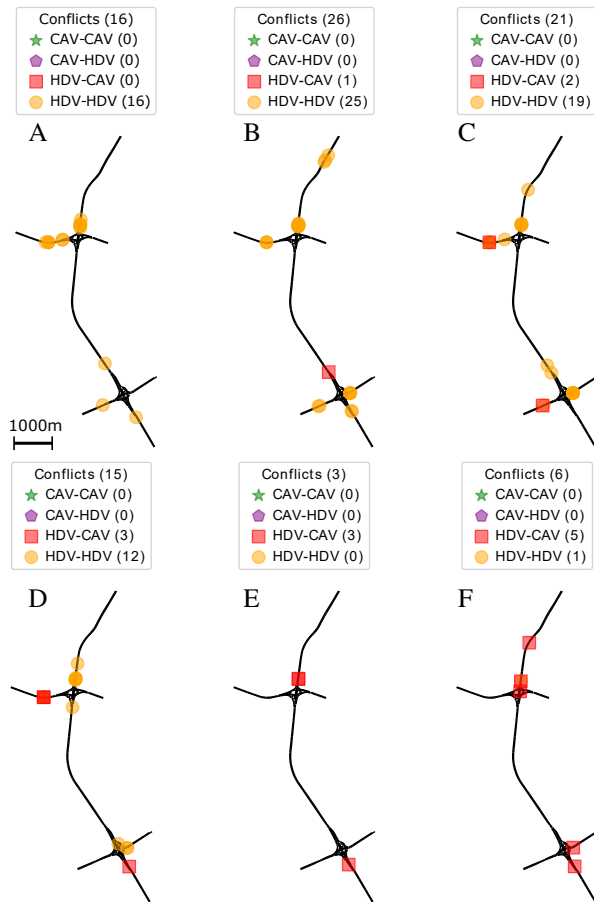 Conflicts (16)
CAV-CAV (0)
CAV-HDV (0)
HDV-CAV (0)
HDV-HDV (16)
A
Conflicts (26)
CAV-CAV (0)
CAV-HDV (0)
HDV-CAV (1)
HDV-HDV (25)
B
Conflicts (21)
CAV-CAV (0)
CAV-HDV (0)
HDV-CAV (2)
HDV-HDV (19)
C
1000m
Conflicts (15)
CAV-CAV (0)
CAV-HDV (0)
HDV-CAV (3)
HDV-HDV (12)
D
Conflicts (3)
CAV-CAV (0)
CAV-HDV (0)
HDV-CAV (3)
HDV-HDV (0)
E
Conflicts (6)
CAV-CAV (0)
CAV-HDV (0)
HDV-CAV (5)
HDV-HDV (1)
F